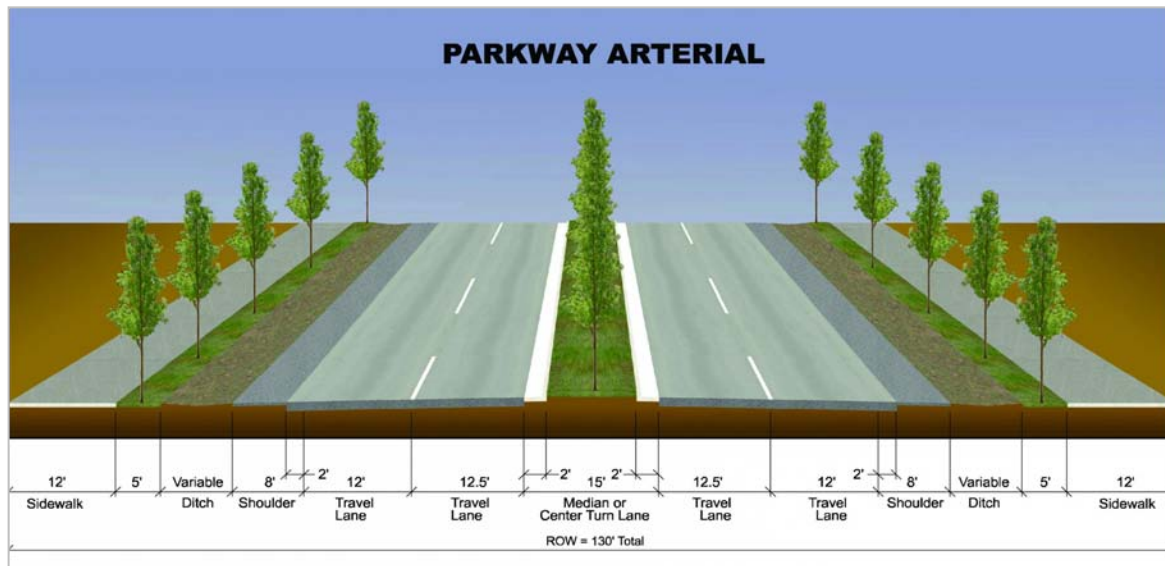 PARKWAY ARTERIAL
12' 5' Variable 8' 2' 12' 12.5' 2' 15' 2' 12.5' 12' 2' 8' Variable 5' 12'
Sidewalk Ditch Shoulder Travel Lane Travel Lane Median or Center Turn Lane Travel Lane Travel Lane Shoulder Ditch Sidewalk
ROW = 130' Total